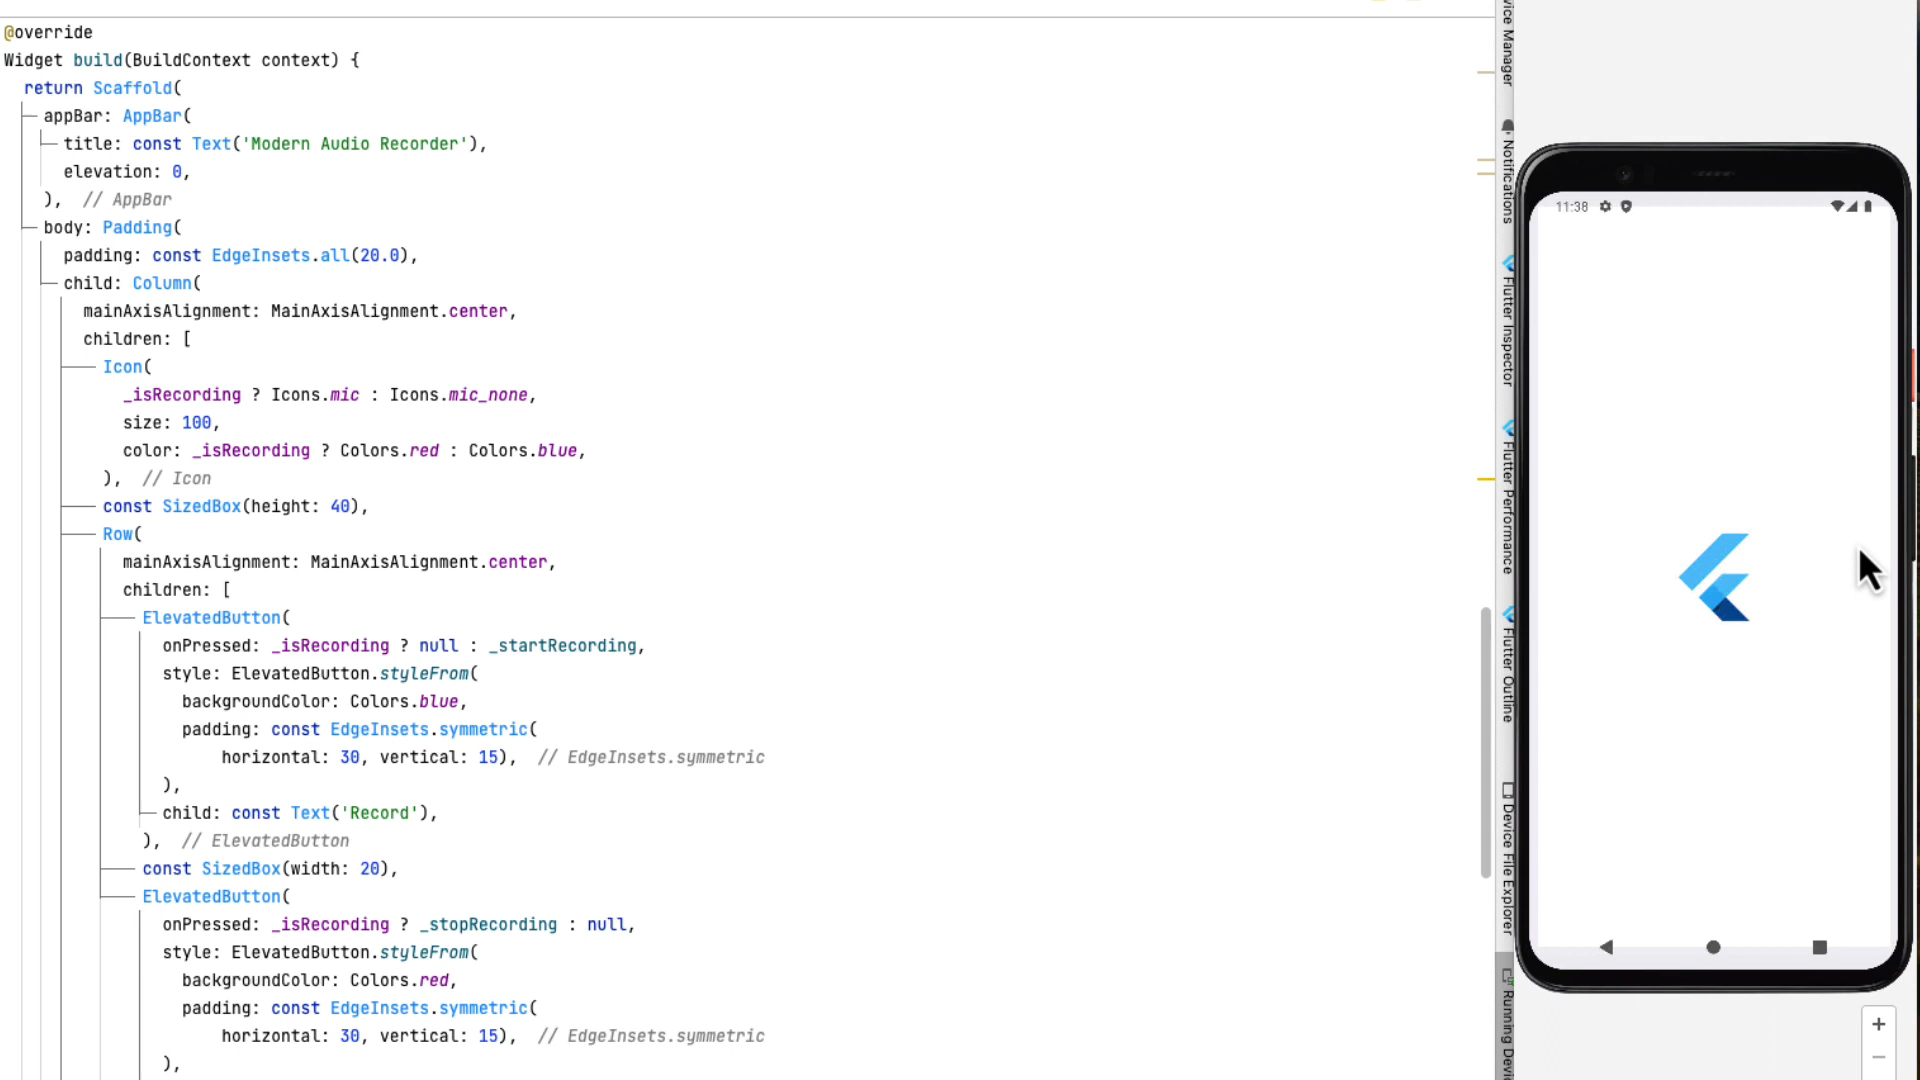 @override
Widget build(BuildContext context) {
return Scaffold(
appBar: AppBar(
title: const Text('Modern Audio Recorder'),
elevation: 0,
), // AppBar
body: Padding(
padding: const EdgeInsets.all(20.0),
child: Column(
mainAxisAlignment: MainAxisAlignment.center,
children: [
Icon(
_isRecording ? Icons.mic : Icons.mic_none,
size: 100,
color: _isRecording ? Colors.red : Colors.blue,
), // Icon
const SizedBox(height: 40),
Row(
mainAxisAlignment: MainAxisAlignment.center,
children: [
ElevatedButton(
onPressed: _isRecording ? null : _startRecording,
style: ElevatedButton.styleFrom(
backgroundColor: Colors.blue,
padding: const EdgeInsets.symmetric(
horizontal: 30, vertical: 15), // EdgeInsets.symmetric
),
child: const Text('Record'),
), // ElevatedButton
const SizedBox(width: 20),
ElevatedButton(
onPressed: _isRecording ? _stopRecording : null,
style: ElevatedButton.styleFrom(
backgroundColor: Colors.red,
padding: const EdgeInsets.symmetric(
horizontal: 30, vertical: 15), // EdgeInsets.symmetric
),
Manager
Notifications
Flutter Inspector
Flutter Performance
Flutter Outline
Device File Explorer
Running
11:38
+
−